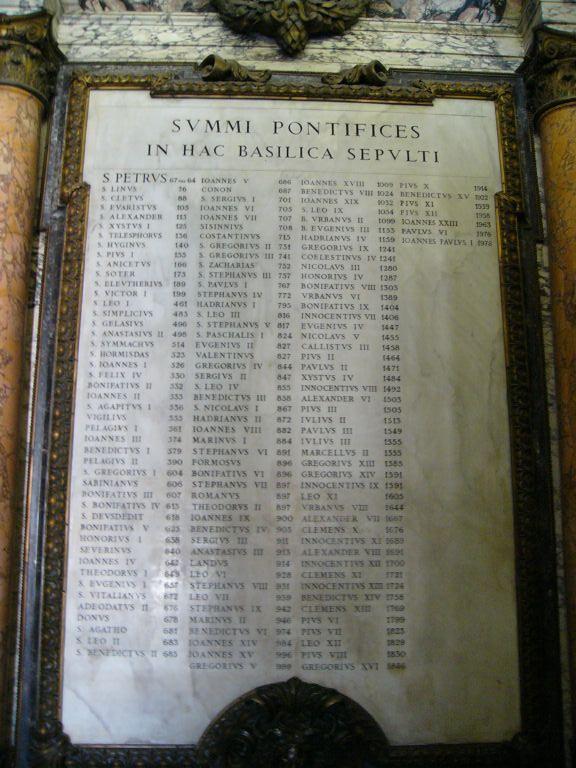 SVMMI PONTIFICES
IN HAC BASILICA SEPVLTI
S PETRVS 67 vel 64
S LINVS 76
S CLETVS 88
S EVARISTVS 105
S ALEXANDER 115
S XYSTVS I 125
S TELESPHORVS 136
S HYGINVS 140
S PIVS I 155
S ANICETVS 166
S SOTER 175
S ELEVTHERIVS 189
S VICTOR I 199
S LEO I 461
S SIMPLICIVS 483
S GELASIVS 496
S ANASTASIVS II 498
S SYMMACHVS 514
S HORMISDAS 523
S IOANNES I 526
S FELIX IV 530
BONIFATIVS II 532
IOANNES II 535
S AGAPITVS I 536
VIGILIVS 555
PELAGIVS I 561
IOANNES III 574
BENEDICTVS I 579
PELAGIVS II 590
S GREGORIVS I 604
SABINIANVS 606
BONIFATIVS III 607
S BONIFATIVS IV 615
S DEVSDEDIT 618
BONIFATIVS V 625
HONORIVS I 638
SEVERINVS 640
IOANNES IV 642
THEODORVS I 649
S EVGENIVS I 657
S VITALIANVS 672
ADEODATVS II 676
DONVS 678
S AGATHO 681
S LEO II 683
S BENEDICTVS II 685
IOANNES V 686
CONON 687
S SERGIVS I 701
IOANNES VI 705
IOANNES VII 707
SISINNIVS 708
CONSTANTINVS 715
S GREGORIVS II 731
S GREGORIVS III 741
S ZACHARIAS 752
S STEPHANVS III 757
S PAVLVS I 767
STEPHANVS IV 772
HADRIANVS I 795
S LEO III 816
S STEPHANVS V 817
S PASCHALIS I 824
EVGENIVS II 827
VALENTINVS 827
GREGORIVS IV 844
SERGIVS II 847
S LEO IV 855
BENEDICTVS III 858
S NICOLAVS I 867
HADRIANVS II 872
IOANNES VIII 882
MARINVS I 884
STEPHANVS VI 891
FORMOSVS 896
BONIFATIVS VI 896
STEPHANVS VII 897
ROMANVS 897
THEODORVS II 897
IOANNES IX 900
BENEDICTVS IV 903
SERGIVS III 911
ANASTASIVS III 913
LANDVS 914
LEO VI 928
STEPHANVS VIII 931
LEO VII 939
STEPHANVS IX 942
MARINVS II 946
BENEDICTVS VI 974
IOANNES XIV 984
IOANNES XV 996
GREGORIVS V 999
IOANNES XVIII 1009
BENEDICTVS VIII 1024
IOANNES XIX 1032
S LEO IX 1054
B VRBANVS II 1099
B EVGENIVS III 1153
HADRIANVS IV 1159
GREGORIVS IX 1241
COELESTINVS IV 1241
NICOLAVS III 1280
HONORIVS IV 1287
BONIFATIVS VIII 1303
VRBANVS VI 1389
BONIFATIVS IX 1404
INNOCENTIVS VII 1406
EVGENIVS IV 1447
NICOLAVS V 1455
CALLISTVS III 1458
PIVS II 1464
PAVLVS II 1471
XYSTVS IV 1484
INNOCENTIVS VIII 1492
ALEXANDER VI 1503
PIVS III 1503
IVLIVS II 1513
PAVLVS III 1549
IVLIVS III 1555
MARCELLVS II 1555
GREGORIVS XIII 1585
GREGORIVS XIV 1591
INNOCENTIVS IX 1591
LEO XI 1605
VRBANVS VIII 1644
ALEXANDER VII 1667
CLEMENS X 1676
INNOCENTIVS XI 1689
ALEXANDER VIII 1691
INNOCENTIVS XII 1700
CLEMENS XI 1721
INNOCENTIVS XIII 1724
BENEDICTVS XIV 1758
CLEMENS XIII 1769
PIVS VI 1799
PIVS VII 1823
LEO XII 1829
PIVS VIII 1830
GREGORIVS XVI 1846
PIVS X 1914
BENEDICTVS XV 1922
PIVS XI 1939
PIVS XII 1958
IOANNES XXIII 1963
PAVLVS VI 1978
IOANNES PAVLVS I 1978